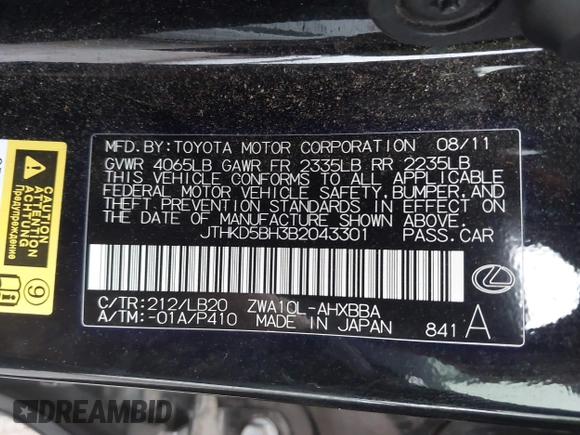 MFD. BY: TOYOTA MOTOR CORPORATION 08/11
GVWR 4065LB GAWR FR 2335LB RR 2235LB
THIS VEHICLE CONFORMS TO ALL APPLICABLE
FEDERAL MOTOR VEHICLE SAFETY, BUMPER, AND
THEFT PREVENTION STANDARDS IN EFFECT ON
THE DATE OF MANUFACTURE SHOWN ABOVE.
JTHKD5BH3B2043301 PASS. CAR
C/TR: 212/LB20 ZWA10L-AHXBBA
A/TM: -01A/P410 MADE IN JAPAN 841 A
CAUTION
ACHTUNG
ATTENTION
Предупреждение
9
DREAMBID